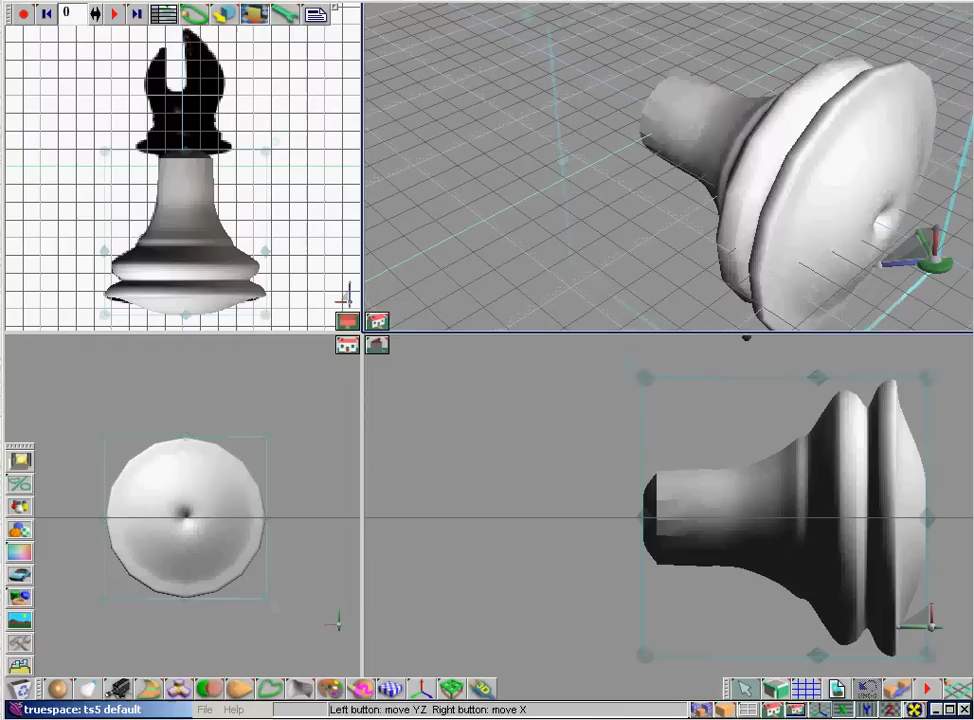 0
truespace: ts5 default
File
Help
Left button: move YZ Right button: move X